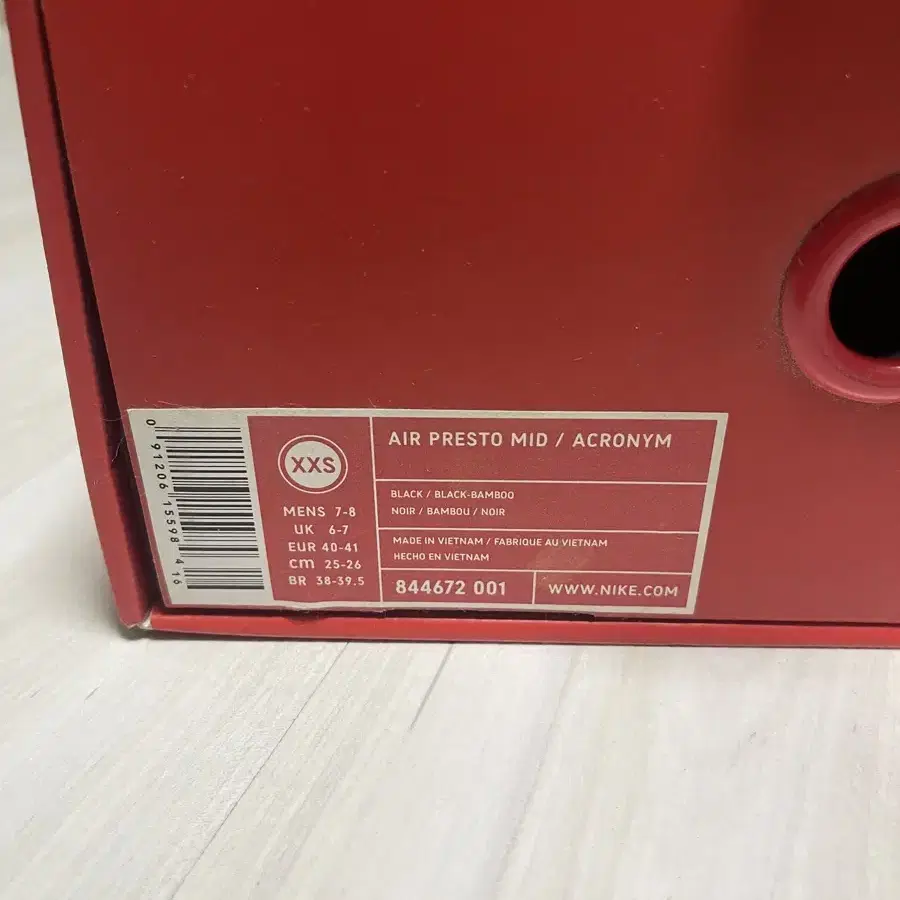 0 91206 15598 4 16
XXS
MENS 7-8
UK 6-7
EUR 40-41
cm 25-26
BR 38-39.5
AIR PRESTO MID / ACRONYM
BLACK / BLACK-BAMBOO
NOIR / BAMBOU / NOIR
MADE IN VIETNAM / FABRIQUE AU VIETNAM
HECHO EN VIETNAM
844672 001
WWW.NIKE.COM